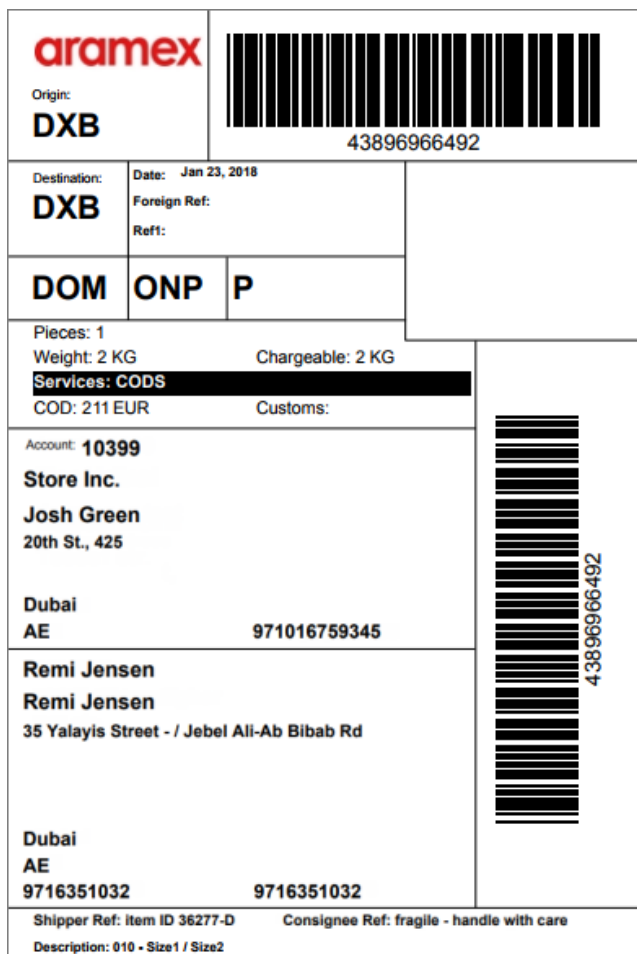 aramex
Origin:
DXB
43896966492
Destination:
DXB
Date: Jan 23, 2018
Foreign Ref:
Ref1:
DOM ONP P
Pieces: 1
Weight: 2 KG Chargeable: 2 KG
Services: CODS
COD: 211 EUR Customs:
Account: 10399
Store Inc.
Josh Green
20th St., 425
Dubai
AE 971016759345
43896966492
Remi Jensen
Remi Jensen
35 Yalayis Street - / Jebel Ali-Ab Bibab Rd
Dubai
AE
9716351032 9716351032
Shipper Ref: item ID 36277-D Consignee Ref: fragile - handle with care
Description: 010 - Size1 / Size2